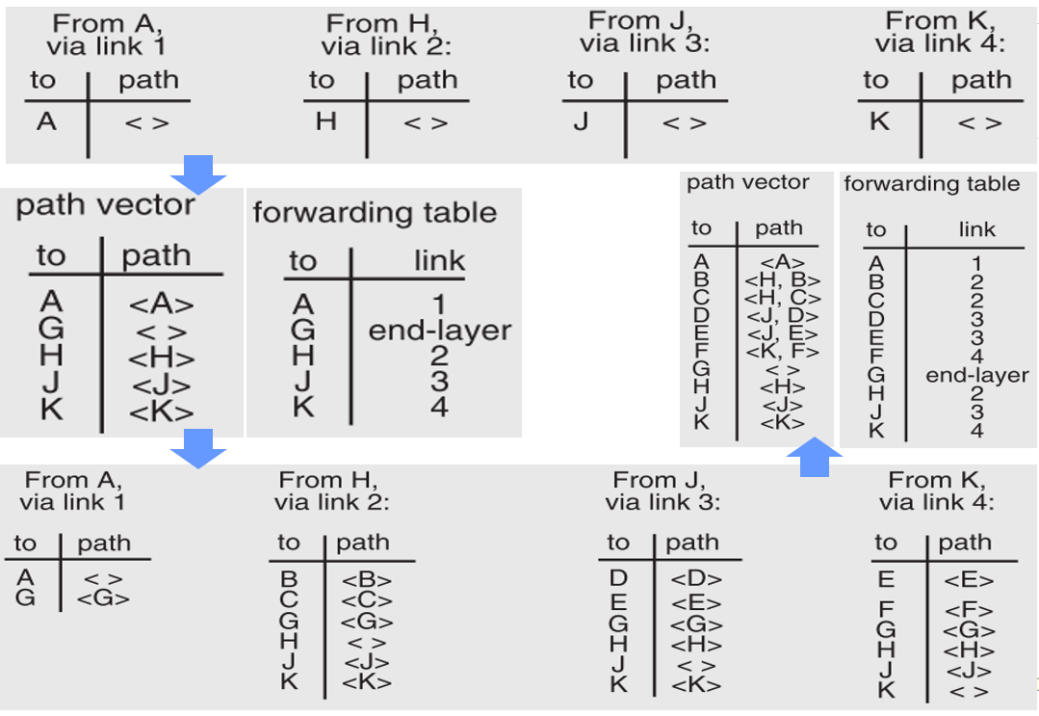 From A,
via link 1
to path
A < >
From H,
via link 2:
to path
H < >
From J,
via link 3:
to path
J < >
From K,
via link 4:
to path
K < >
path vector
to path
A <A>
G < >
H <H>
J <J>
K <K>
forwarding table
to link
A 1
G end-layer
H 2
J 3
K 4
path vector
to path
A <A>
B <H, B>
C <H, C>
D <J, D>
E <J, E>
F <K, F>
G < >
H <H>
J <J>
K <K>
forwarding table
to link
A 1
B 2
C 2
D 3
E 3
F 4
G end-layer
H 2
J 3
K 4
From A,
via link 1
to path
A < >
G <G>
From H,
via link 2:
to path
B <B>
C <C>
G <G>
H < >
J <J>
K <K>
From J,
via link 3:
to path
D <D>
E <E>
G <G>
H <H>
J < >
K <K>
From K,
via link 4:
to path
E <E>
F <F>
G <G>
H <H>
J <J>
K < >